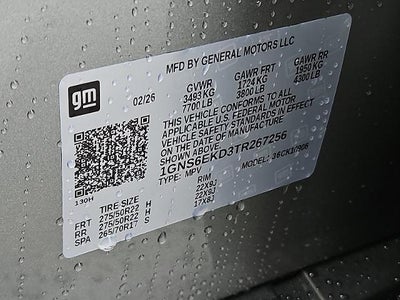 gm
MFD BY GENERAL MOTORS LLC
02/26
GVWR GAWR FRT GAWR RR
3493 KG 1724 KG 1950 KG
7700 LB 3800 LB 4300 LB
THIS VEHICLE CONFORMS TO ALL
APPLICABLE U.S. FEDERAL MOTOR
VEHICLE SAFETY STANDARDS IN EFFECT
ON THE DATE OF MANUFACTURE
SHOWN ABOVE.
1GNS6EKD3TR267256
TYPE: MPV MODEL:
130H
TIRE SIZE RIM
FRT 275/50R22 H 22X9J
RR 275/50R22 H 22X9J
SPA 265/70R17 S 17X8J